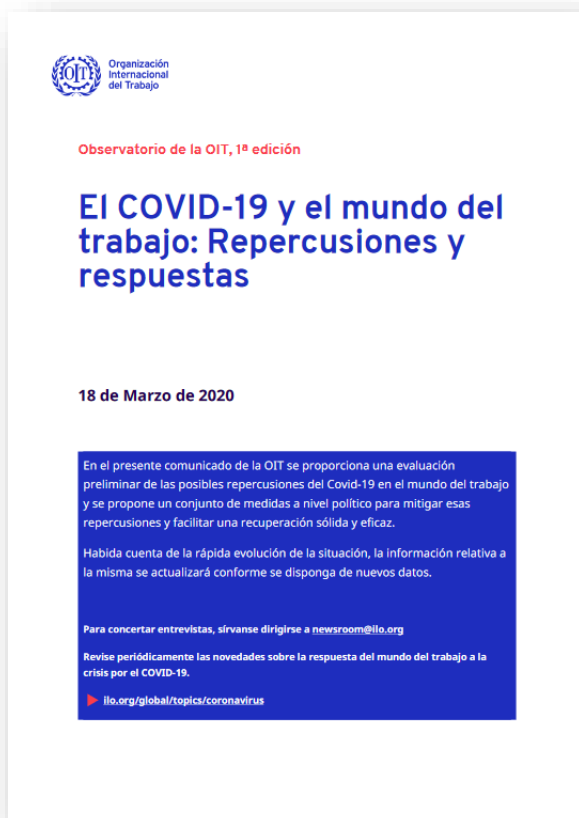 OIT
Organización
Internacional
del Trabajo
Observatorio de la OIT, 1ª edición
El COVID-19 y el mundo del
trabajo: Repercusiones y
respuestas
18 de Marzo de 2020
En el presente comunicado de la OIT se proporciona una evaluación
preliminar de las posibles repercusiones del Covid-19 en el mundo del trabajo
y se propone un conjunto de medidas a nivel político para mitigar esas
repercusiones y facilitar una recuperación sólida y eficaz.
Habida cuenta de la rápida evolución de la situación, la información relativa a
la misma se actualizará conforme se disponga de nuevos datos.
Para concertar entrevistas, sírvanse dirigirse a newsroom@ilo.org
Revise periódicamente las novedades sobre la respuesta del mundo del trabajo a la
crisis por el COVID-19.
ilo.org/global/topics/coronavirus